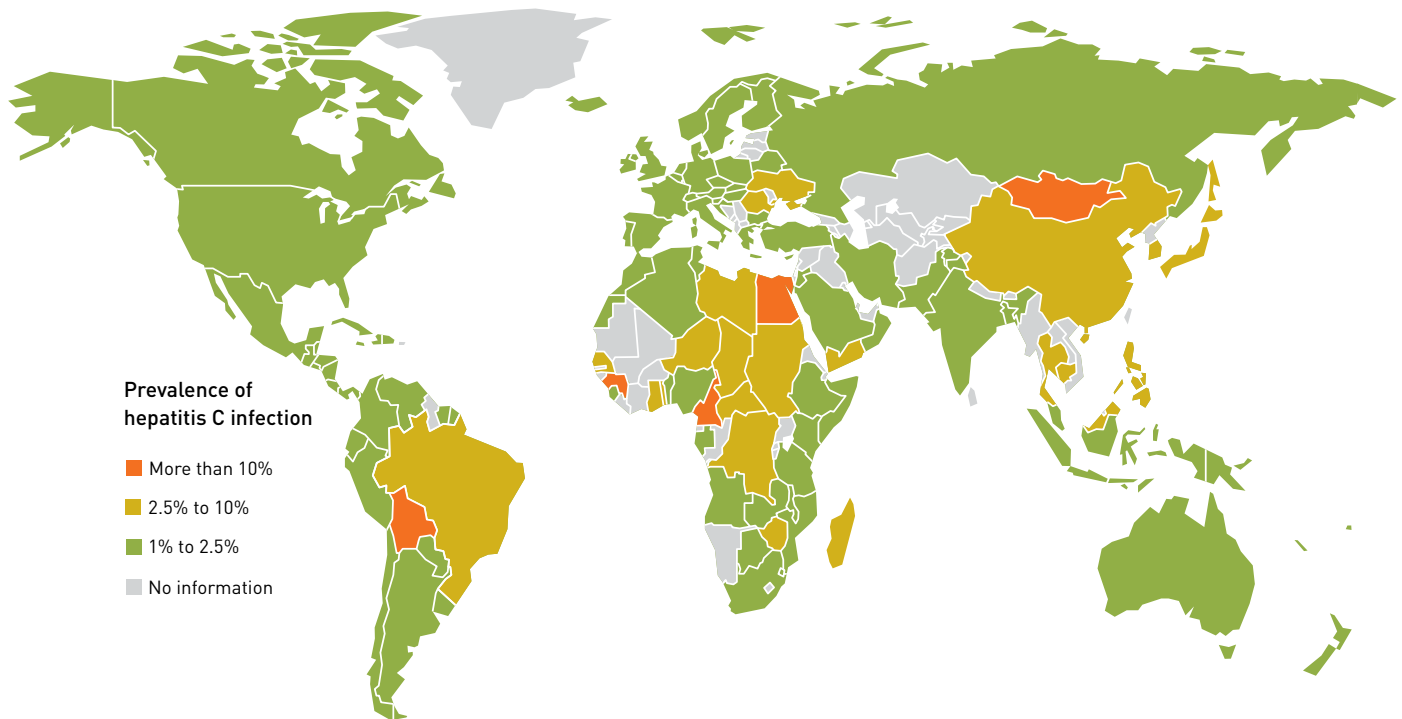 Prevalence of
hepatitis C infection
More than 10%
2.5% to 10%
1% to 2.5%
No information